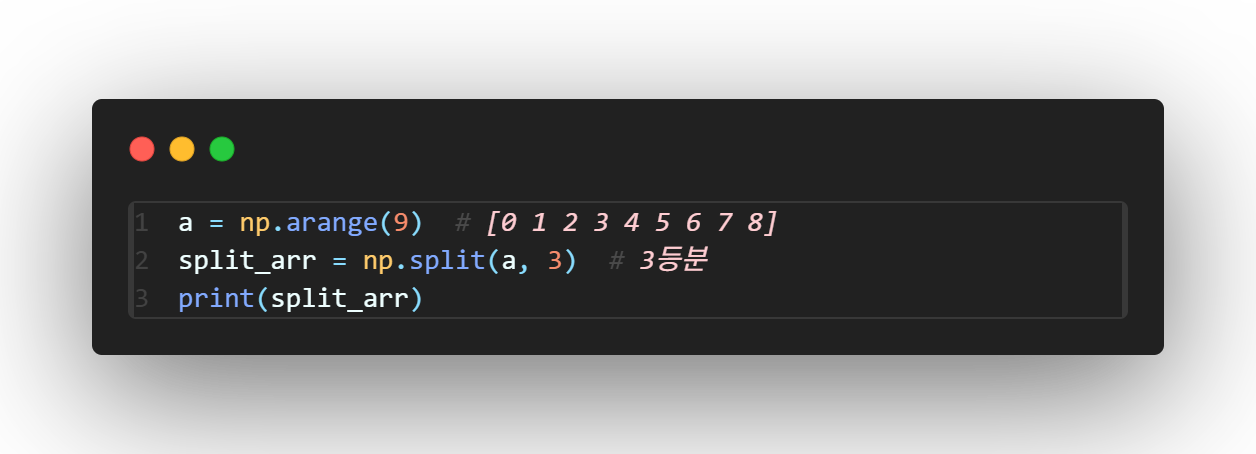 1 a = np.arange(9)  # [0 1 2 3 4 5 6 7 8]
2 split_arr = np.split(a, 3)  # 3등분
3 print(split_arr)